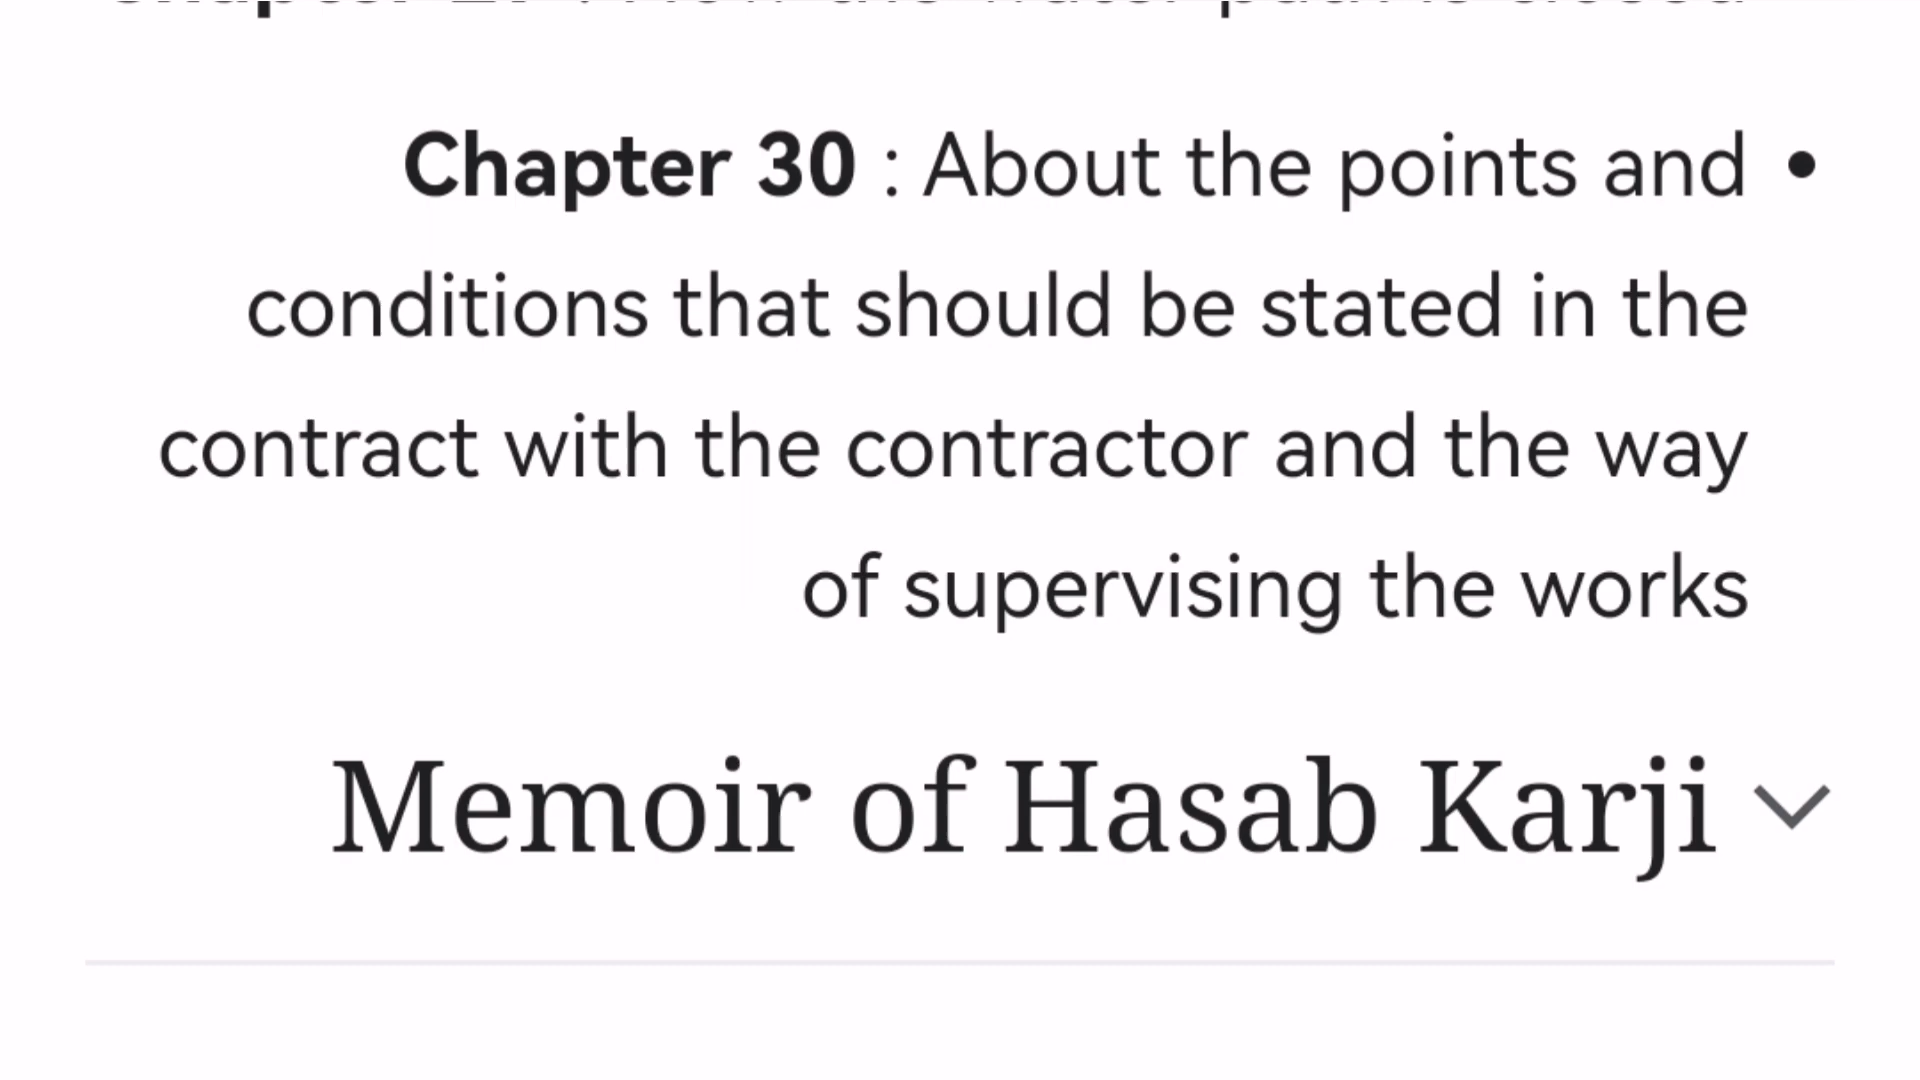 Chapter 30 : About the points and •
conditions that should be stated in the
contract with the contractor and the way
of supervising the works
Memoir of Hasab Karji